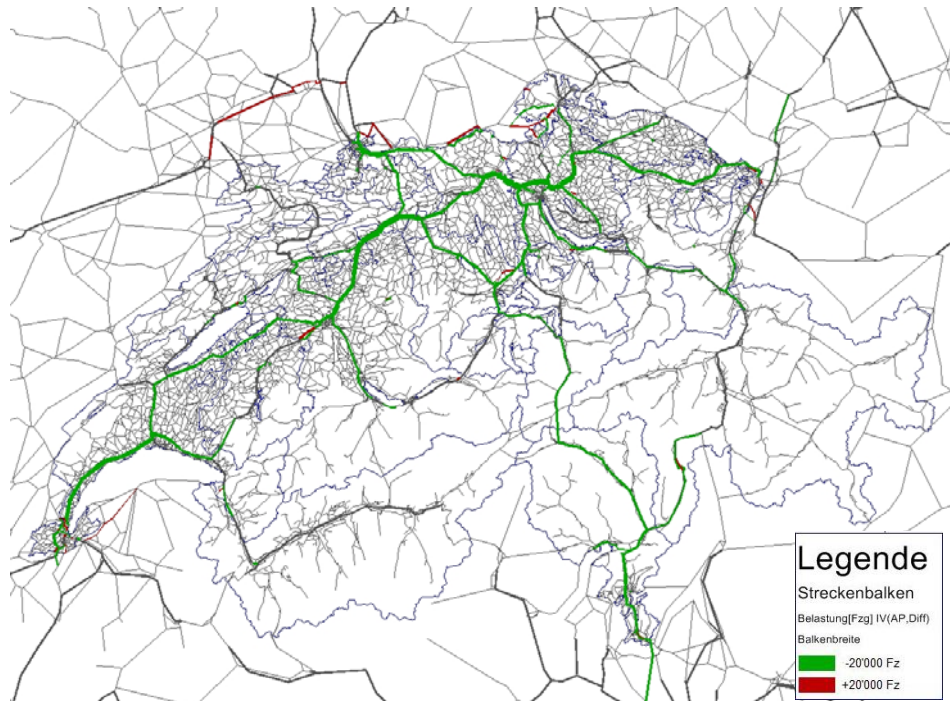 Legende
Streckenbalken
Belastung[Fzg] IV(AP,Diff)
Balkenbreite
-20'000 Fz
+20'000 Fz